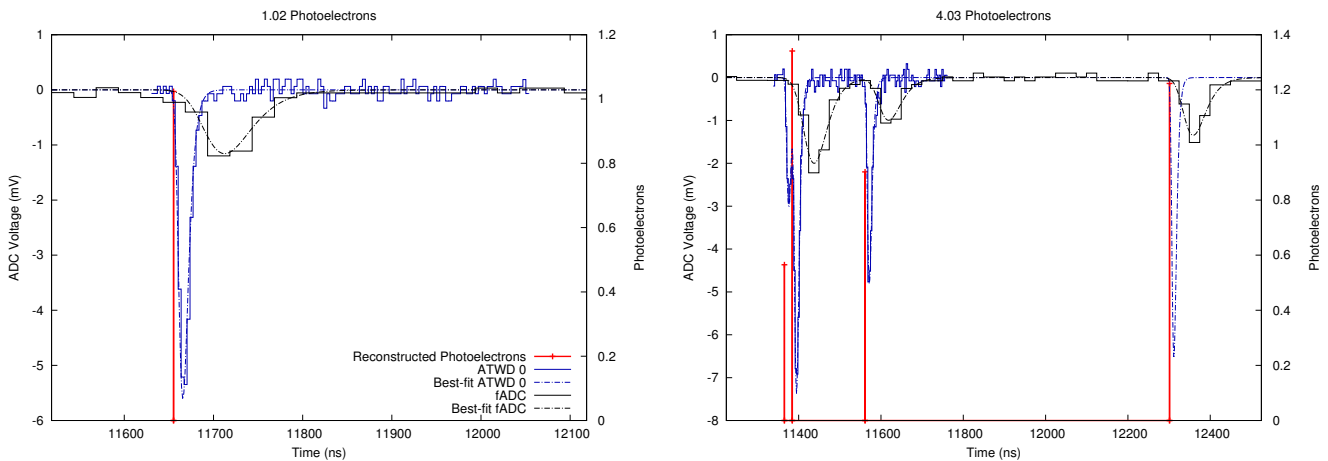 1.02 Photoelectrons
1
0
-1
-2
-3
-4
-5
-6
ADC Voltage (mV)
1.2
1
0.8
0.6
0.4
0.2
0
Photoelectrons
Reconstructed Photoelectrons
ATWD 0
Best-fit ATWD 0
fADC
Best-fit fADC
11600 11700 11800 11900 12000 12100
Time (ns)
4.03 Photoelectrons
1
0
-1
-2
-3
-4
-5
-6
-7
-8
ADC Voltage (mV)
1.4
1.2
1
0.8
0.6
0.4
0.2
0
Photoelectrons
11400 11600 11800 12000 12200 12400
Time (ns)